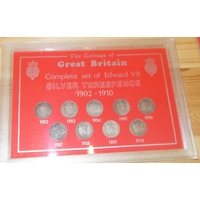 The Coinage of
Great Britain
Complete set of Edward VII
SILVER THREEPENCE
1902-1910
1902 1903 1904 1905 1906
1907 1908 1909 1910